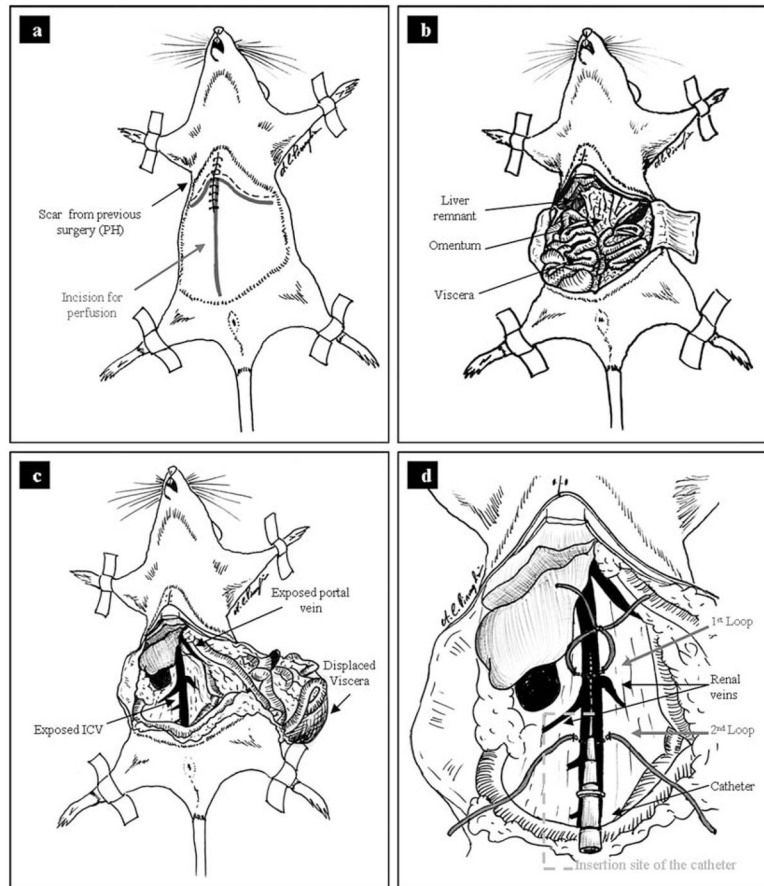 a
Scar from previous
surgery (PH)
Incision for
perfusion
b
Liver
remnant
Omentum
Viscera
c
Exposed portal
vein
Displaced
Viscera
Exposed ICV
d
1st Loop
Renal
veins
2nd Loop
Catheter
Insertion site of the catheter